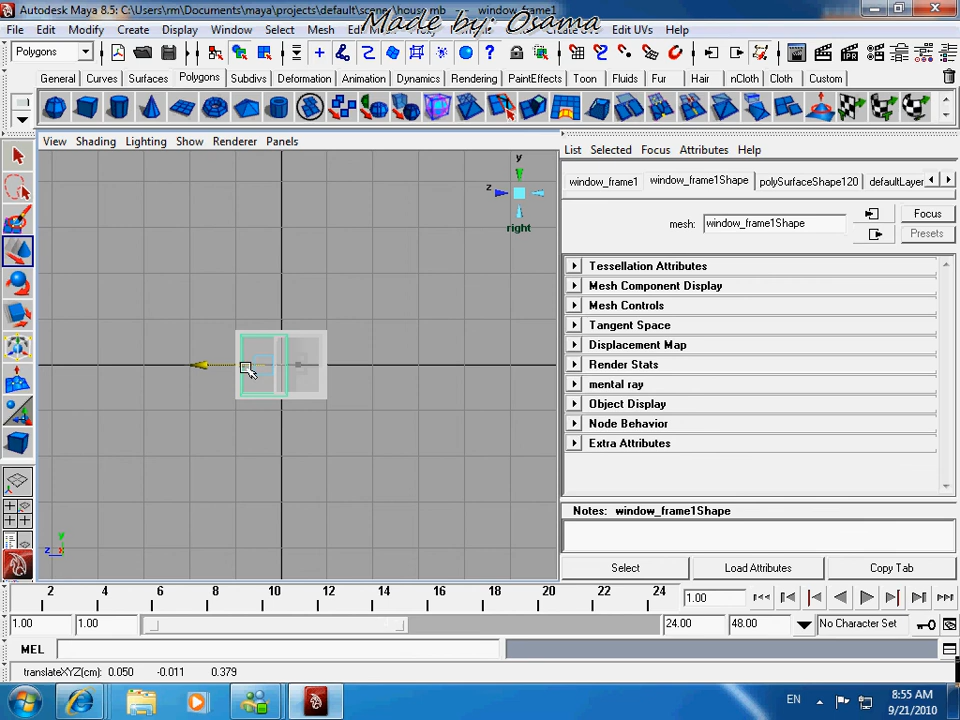 Autodesk Maya 8.5: C:\Users\rm\Documents\maya\projects\default\scene
house.mb
window_frame1
Made by: Osama
File Edit Modify Create Display Window Select Mesh Edit UVs Help
Polygons
General Curves Surfaces Polygons Subdivs Deformation Animation Dynamics Rendering PaintEffects Toon Fluids Fur Hair nCloth Cloth Custom
View Shading Lighting Show Renderer Panels
List Selected Focus Attributes Help
y
z
right
window_frame1 window_frame1Shape polySurfaceShape120 defaultLayer
mesh: window_frame1Shape
Focus
Presets
Tessellation Attributes
Mesh Component Display
Mesh Controls
Tangent Space
Displacement Map
Render Stats
mental ray
Object Display
Node Behavior
Extra Attributes
Notes: window_frame1Shape
y
z x
Select Load Attributes Copy Tab
2 4 6 8 10 12 14 16 18 20 22 24 1.00
1.00 1.00 24.00 48.00 No Character Set
MEL
translateXYZ(cm): 0.050 -0.011 0.379
EN
8:55 AM
9/21/2010